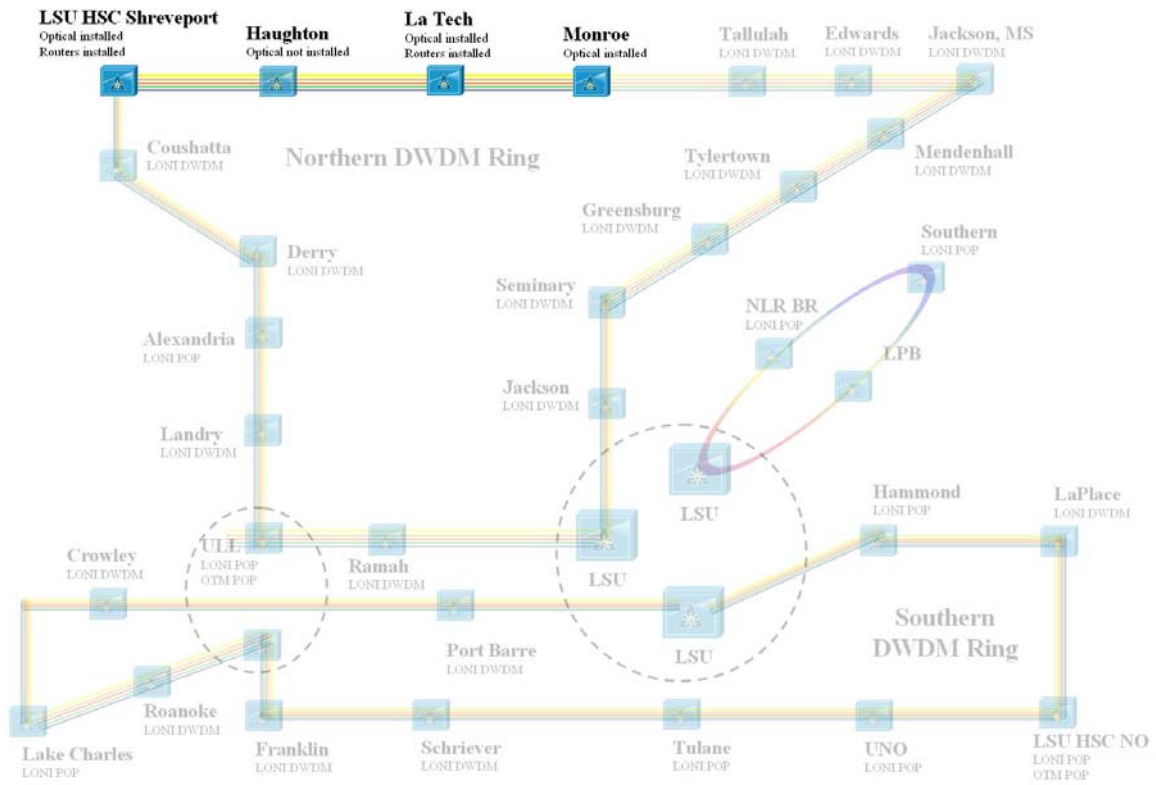 LSU HSC Shreveport
Optical installed
Routers installed
Haughton
Optical not installed
La Tech
Optical installed
Routers installed
Monroe
Optical installed
Tallulah
LONI DWDM
Edwards
LONI DWDM
Jackson, MS
LONI DWDM
Coushatta
LONI DWDM
Northern DWDM Ring
Mendenhall
LONI DWDM
Tylertown
LONI DWDM
Greensburg
LONI DWDM
Southern
LONI POP
Derry
LONI DWDM
Seminary
LONI DWDM
NLR BR
LONI POP
Alexandria
LONI POP
LPB
Jackson
LONI DWDM
Landry
LONI DWDM
LSU
Hammond
LONI POP
LaPlace
LONI DWDM
ULL
LONI POP
OTM POP
Crowley
LONI DWDM
Ramah
LONI DWDM
LSU
Southern
DWDM Ring
Port Barre
LONI DWDM
LSU
Roanoke
LONI DWDM
Lake Charles
LONI POP
Franklin
LONI DWDM
Schriever
LONI DWDM
Tulane
LONI POP
UNO
LONI POP
LSU HSC NO
LONI POP
OTM POP